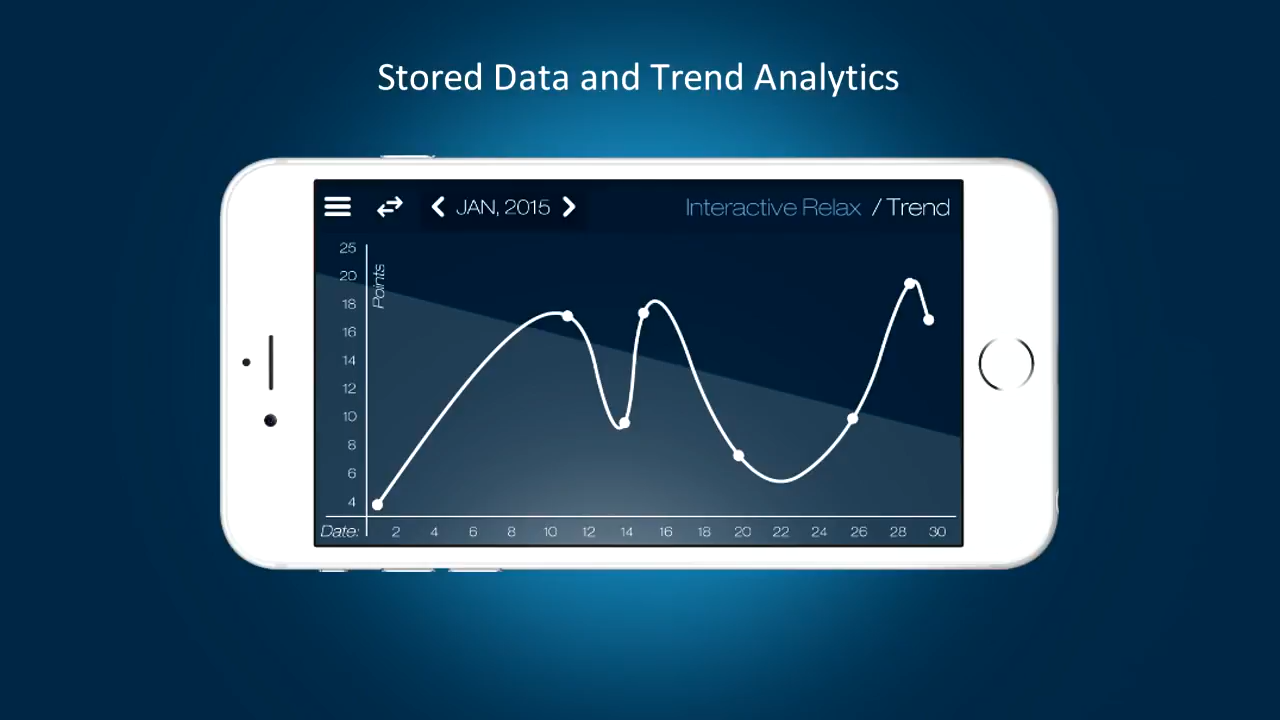 Stored Data and Trend Analytics
JAN, 2015
Interactive Relax / Trend
Points
25
20
18
16
14
12
10
8
6
4
Date: 2 4 6 8 10 12 14 16 18 20 22 24 26 28 30